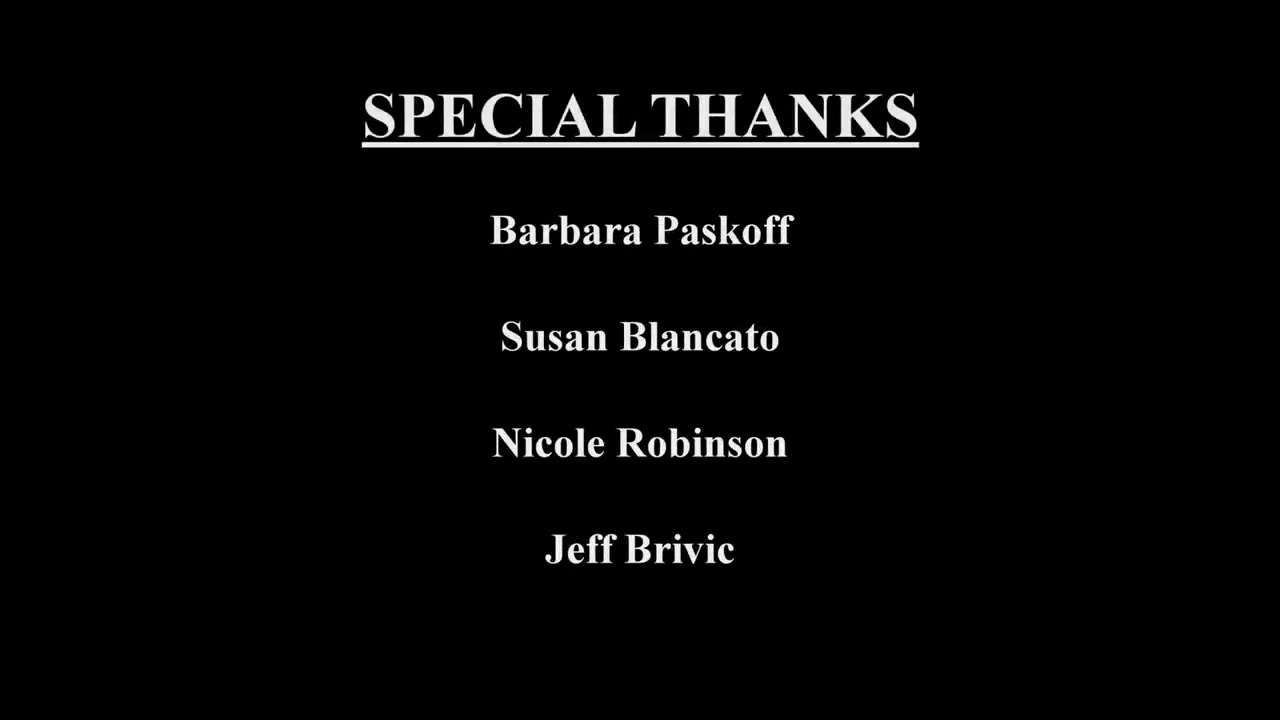 SPECIAL THANKS
Barbara Paskoff
Susan Blancato
Nicole Robinson
Jeff Brivic